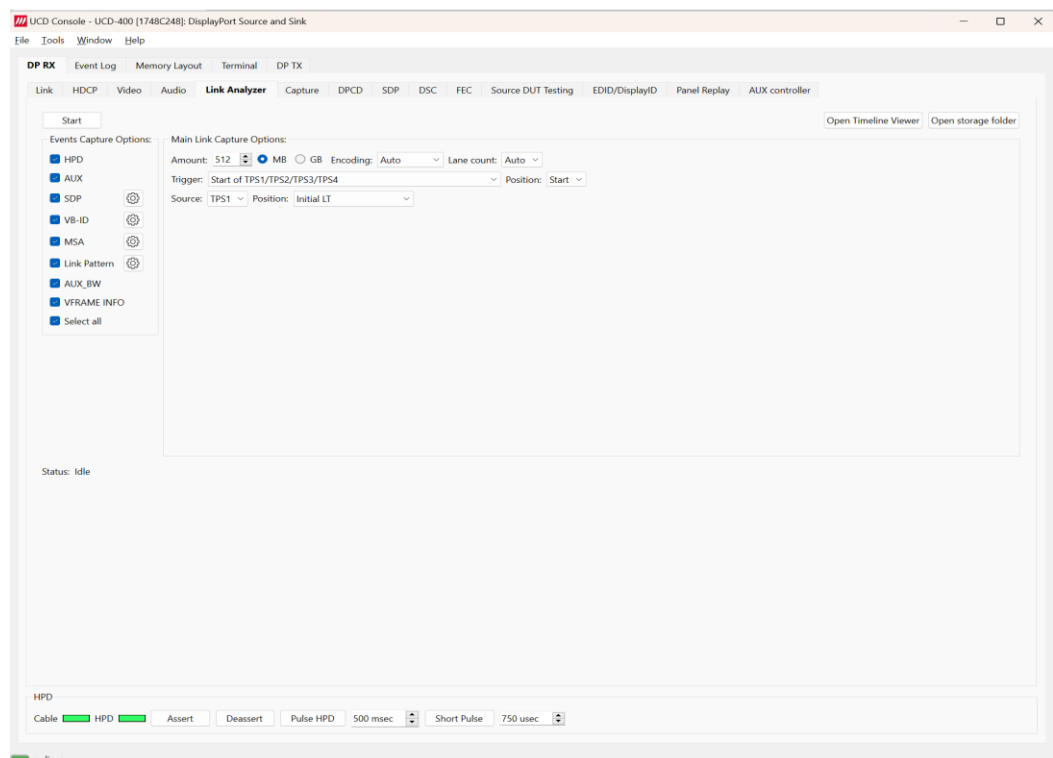 UCD Console - UCD-400 [1748C248]: DisplayPort Source and Sink
File Tools Window Help
DP RX Event Log Memory Layout Terminal DP TX
Link HDCP Video Audio Link Analyzer Capture DPCD SDP DSC FEC Source DUT Testing EDID/DisplayID Panel Replay AUX controller
Start Open Timeline Viewer Open storage folder
Events Capture Options: Main Link Capture Options:
HPD Amount: 512 MB GB Encoding: Auto Lane count: Auto
AUX Trigger: Start of TPS1/TPS2/TPS3/TPS4 Position: Start
SDP Source: TPS1 Position: Initial LT
VB-ID
MSA
Link Pattern
AUX_BW
VFRAME INFO
Select all
Status: Idle
HPD
Cable HPD Assert Deassert Pulse HPD 500 msec Short Pulse 750 usec